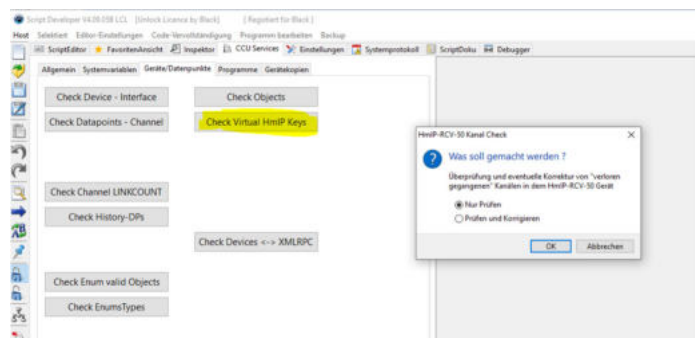 Script Developer V4.09.038 LCL [Unlock Licence by Black] [Registriert für Black]
Host Selektiert Editor-Einstellungen Code-Vervollständigung Programm bearbeiten Backup
ScriptEditor FavoritenAnsicht Inspektor CCU Services Einstellungen Systemprotokoll ScriptDoku Debugger
Allgemein Systemvariablen Geräte/Datenpunkte Programme Gerätekopien
Check Device - Interface Check Objects
Check Datapoints - Channel Check Virtual HmIP Keys
HmIP-RCV-50 Kanal Check
Was soll gemacht werden ?
Überprüfung und eventuelle Korrektur von "verloren
gegangenen" Kanälen in dem HmIP-RCV-50 Gerät
Nur Prüfen
Prüfen und Korrigieren
OK Abbrechen
Check Channel LINKCOUNT
Check History-DPs
Check Devices <-> XMLRPC
Check Enum valid Objects
Check EnumsTypes